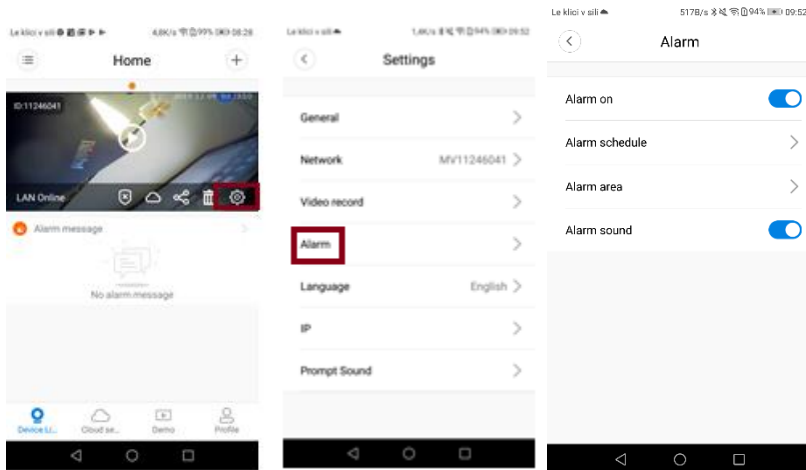 Le klici v sili 4,8K/s 99% 08:28
Home
ID:11246041
LAN Online
Alarm message
No alarm message
Device Li...
Cloud se...
Demo
Profile
Le klici v sili 1,6K/s 94% 09:52
Settings
General
Network MV11246041
Video record
Alarm
Language English
IP
Prompt Sound
Le klici v sili 517B/s 94% 09:52
Alarm
Alarm on
Alarm schedule
Alarm area
Alarm sound